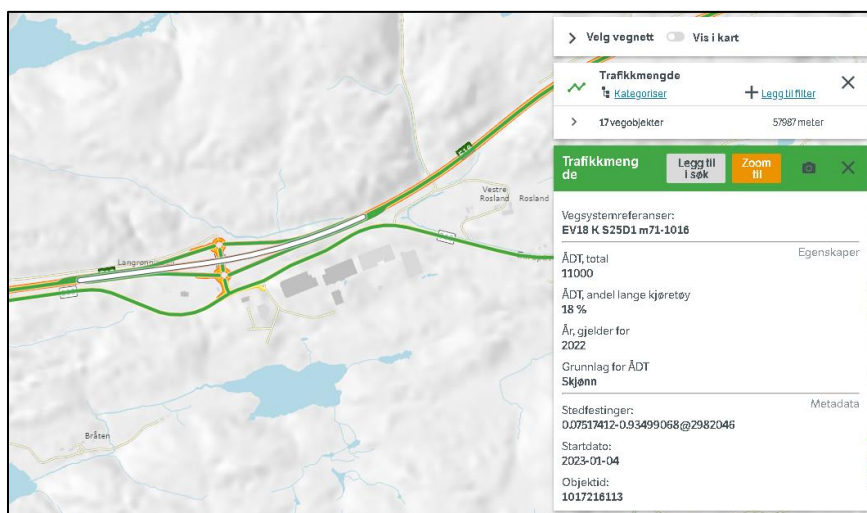 Velg vegnett Vis i kart
Trafikkmengde
Kategoriser Legg til filter
17 vegobjekter 57987 meter
Trafikkmeng
de
Legg til
i søk
Zoom
til
Vegsystemreferanser:
EV18 K S25D1 m71-1016
Egenskaper
ÅDT, total
11000
ÅDT, andel lange kjøretøy
18 %
År, gjelder for
2022
Grunnlag for ÅDT
Skjønn
Metadata
Stedfestinger:
0.07517412-0.93499068@2982046
Startdato:
2023-01-04
Objektid:
1017216113
E18
Vestre
Rosland
Rosland
Bråten